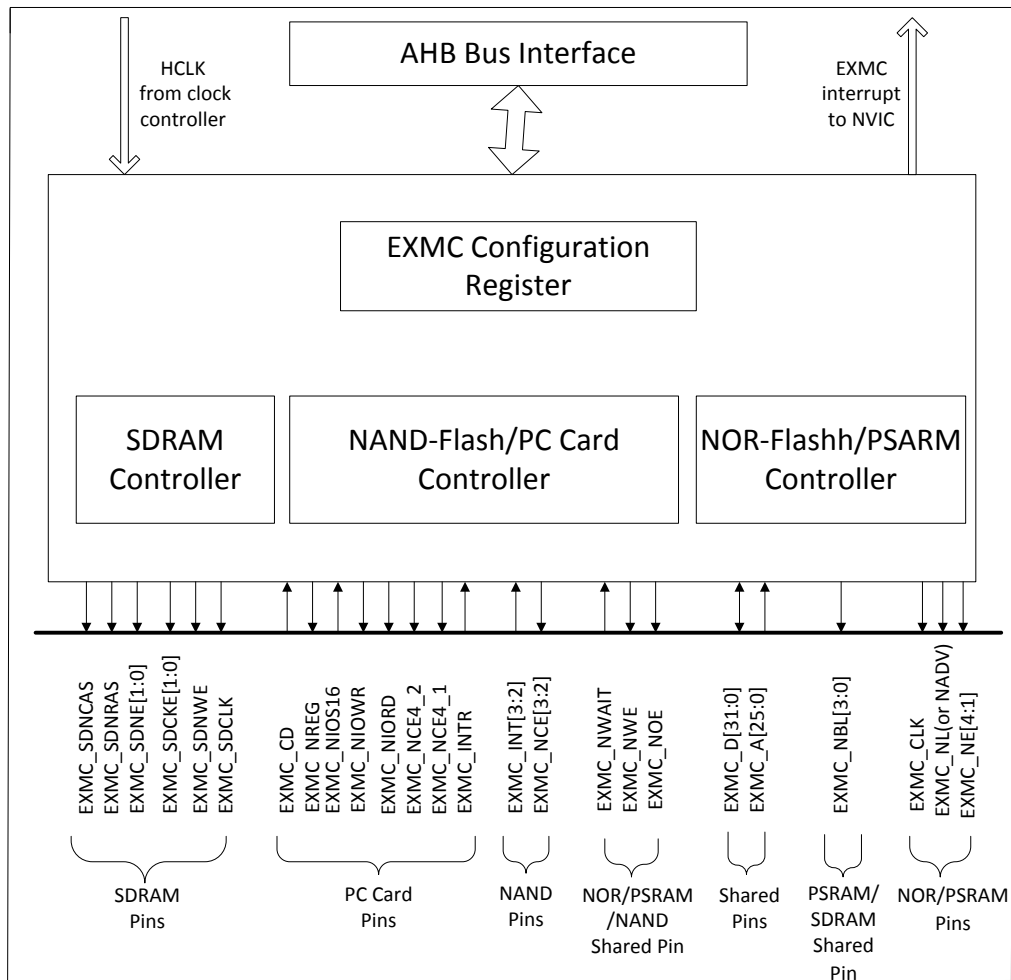 HCLK
from clock
controller
AHB Bus Interface
EXMC
interrupt
to NVIC
EXMC Configuration
Register
SDRAM
Controller
NAND-Flash/PC Card
Controller
NOR-Flashh/PSARM
Controller
EXMC_SDNCAS
EXMC_SDNRAS
EXMC_SDNE[1:0]
EXMC_SDCKE[1:0]
EXMC_SDNWE
EXMC_SDCLK
EXMC_CD
EXMC_NREG
EXMC_NIOS16
EXMC_NIOWR
EXMC_NIORD
EXMC_NCE4_2
EXMC_NCE4_1
EXMC_INTR
EXMC_INT[3:2]
EXMC_NCE[3:2]
EXMC_NWAIT
EXMC_NWE
EXMC_NOE
EXMC_D[31:0]
EXMC_A[25:0]
EXMC_NBL[3:0]
EXMC_CLK
EXMC_NL(or NADV)
EXMC_NE[4:1]
SDRAM
Pins
PC Card
Pins
NAND
Pins
NOR/PSRAM
/NAND
Shared Pin
Shared
Pins
PSRAM/
SDRAM
Shared
Pin
NOR/PSRAM
Pins